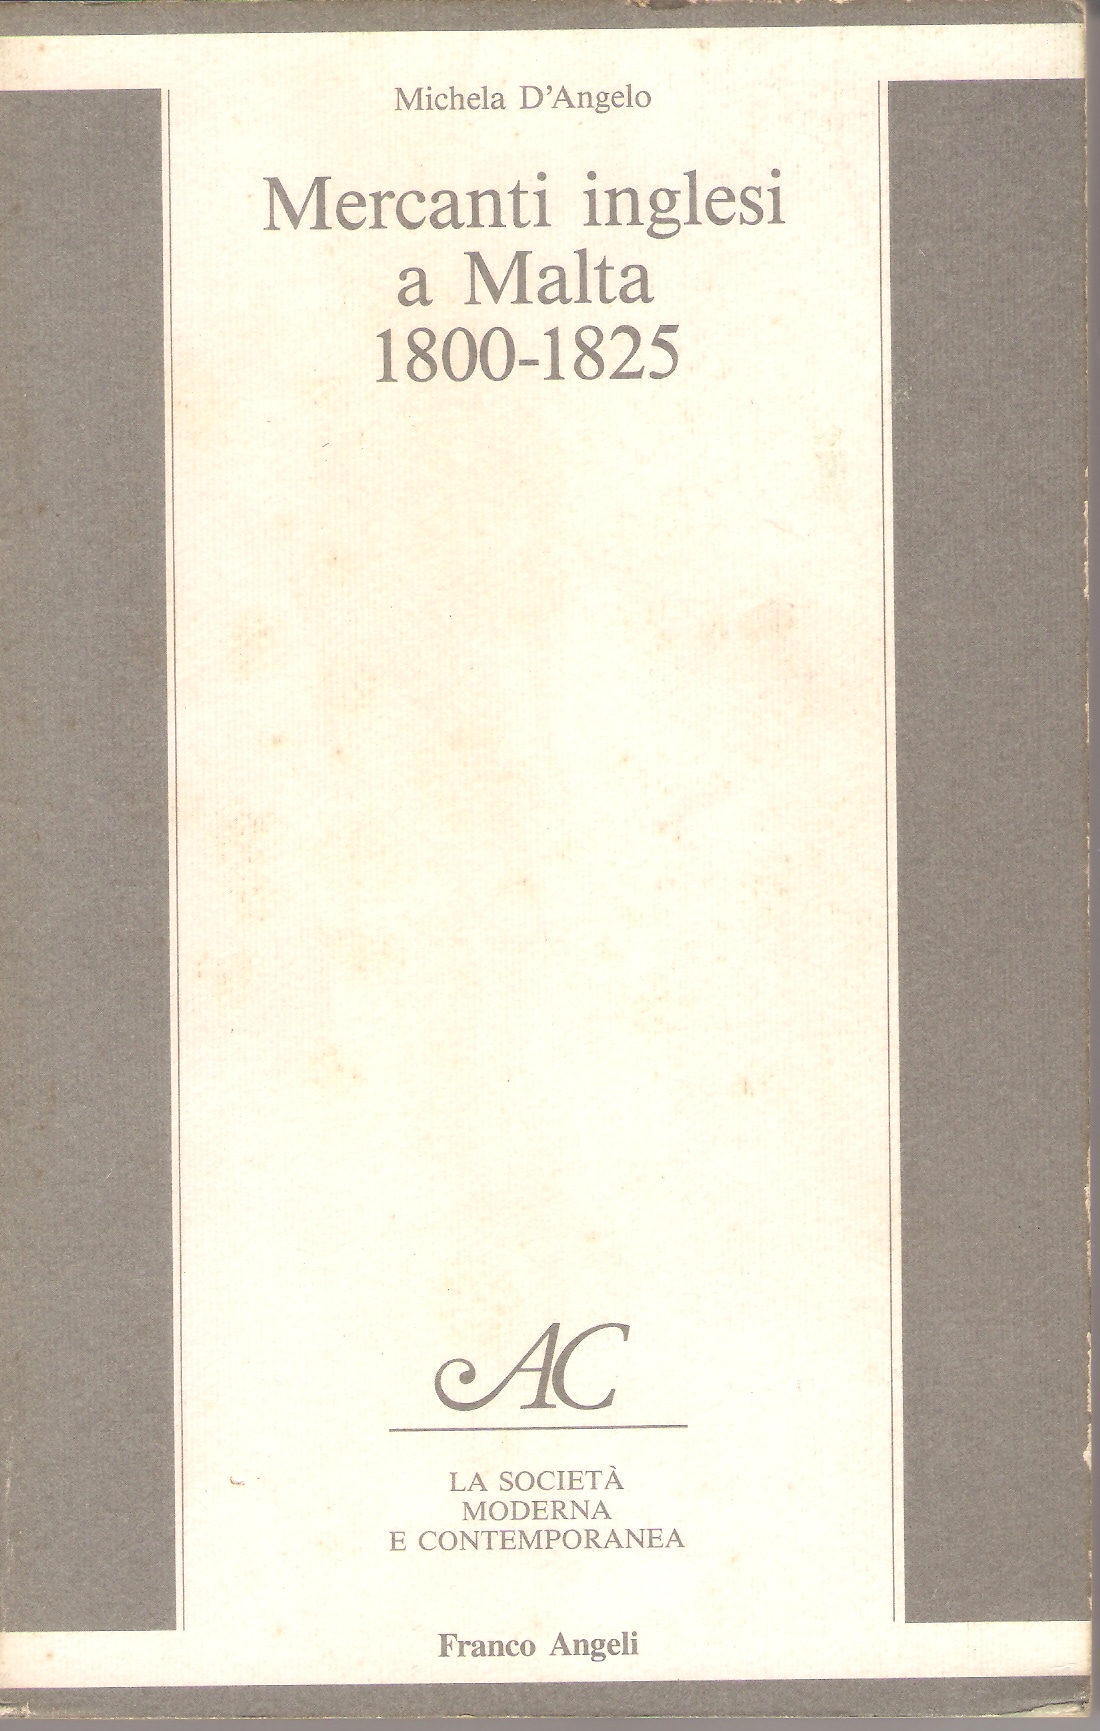 Michela D'Angelo
Mercanti inglesi
a Malta
1800-1825
AC
LA SOCIETÀ
MODERNA
E CONTEMPORANEA
Franco Angeli